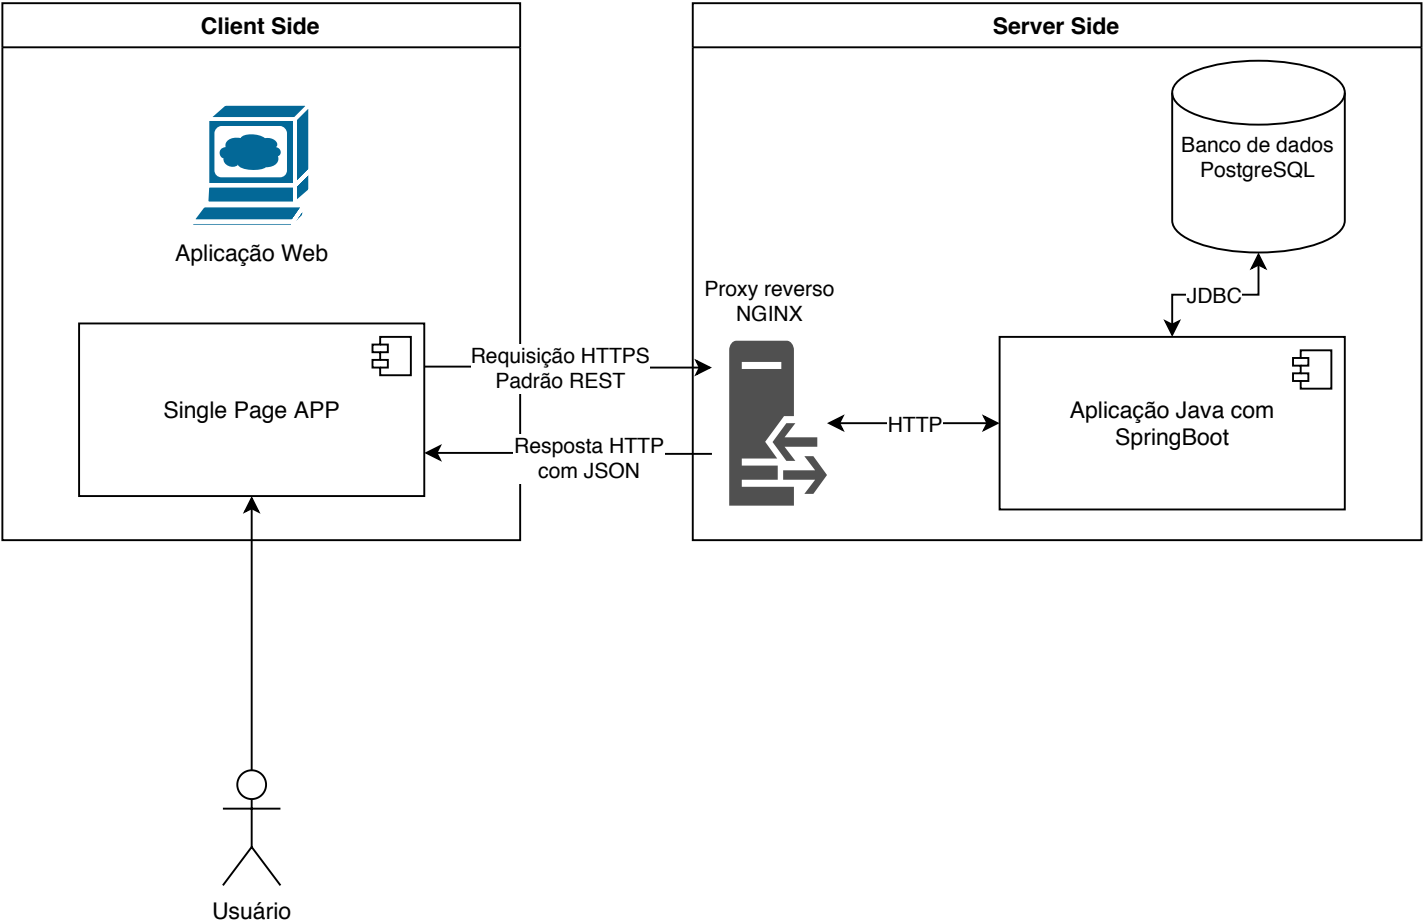 Client Side
Server Side
Aplicação Web
Banco de dados
PostgreSQL
JDBC
Proxy reverso
NGINX
Single Page APP
Requisição HTTPS
Padrão REST
Resposta HTTP
com JSON
HTTP
Aplicação Java com
SpringBoot
Usuário